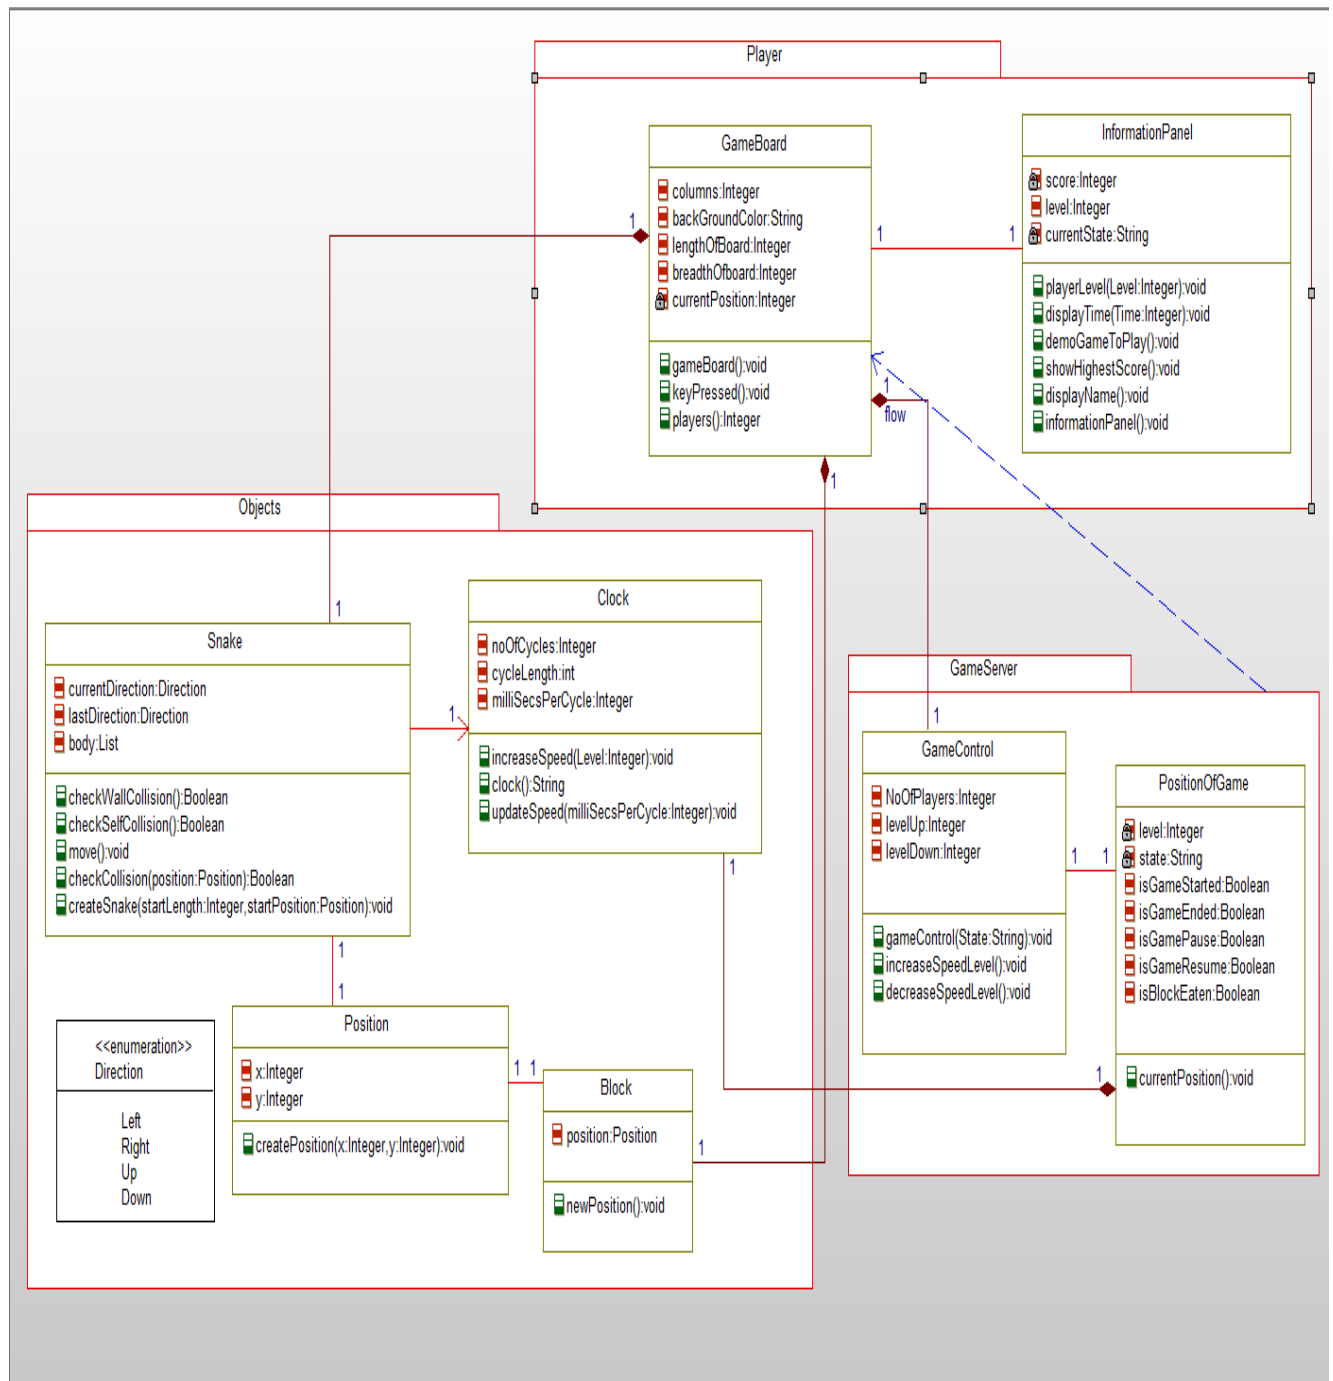 Player
GameBoard
columns:Integer
backGroundColor:String
lengthOfBoard:Integer
breadthOfboard:Integer
currentPosition:Integer
gameBoard():void
keyPressed():void
players():Integer
InformationPanel
score:Integer
level:Integer
currentState:String
playerLevel(Level:Integer):void
displayTime(Time:Integer):void
demoGameToPlay():void
showHighestScore():void
displayName():void
informationPanel():void
1
1
1
1
flow
1
Objects
Snake
currentDirection:Direction
lastDirection:Direction
body:List
checkWallCollision():Boolean
checkSelfCollision():Boolean
move():void
checkCollision(position:Position):Boolean
createSnake(startLength:Integer,startPosition:Position):void
1
1
Clock
noOfCycles:Integer
cycleLength:int
milliSecsPerCycle:Integer
increaseSpeed(Level:Integer):void
clock():String
updateSpeed(milliSecsPerCycle:Integer):void
1
1
1
Position
x:Integer
y:Integer
createPosition(x:Integer,y:Integer):void
1 1
<<enumeration>>
Direction
Left
Right
Up
Down
Block
position:Position
newPosition():void
1
GameServer
1
GameControl
NoOfPlayers:Integer
levelUp:Integer
levelDown:Integer
gameControl(State:String):void
increaseSpeedLevel():void
decreaseSpeedLevel():void
1 1
PositionOfGame
level:Integer
state:String
isGameStarted:Boolean
isGameEnded:Boolean
isGamePause:Boolean
isGameResume:Boolean
isBlockEaten:Boolean
1
currentPosition():void